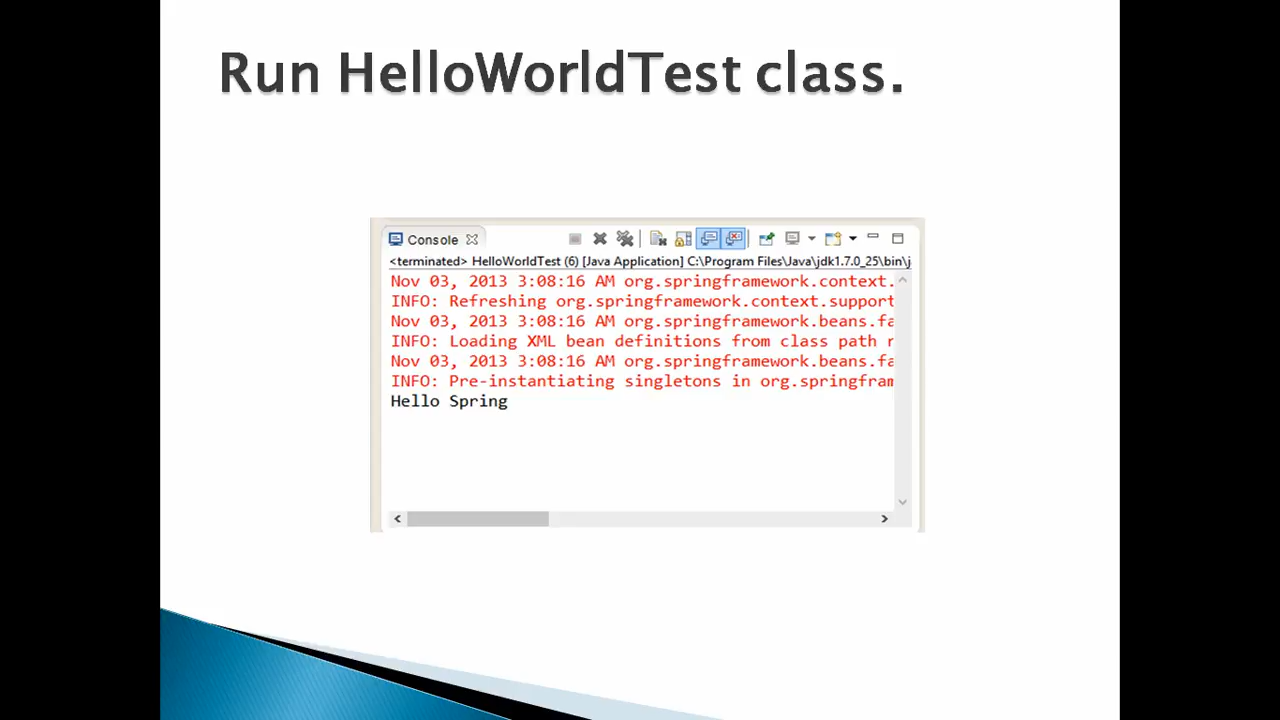 Run HelloWorldTest class.
Console
<terminated> HelloWorldTest (6) [Java Application] C:\Program Files\Java\jdk1.7.0_25\bin\j
Nov 03, 2013 3:08:16 AM org.springframework.context.
INFO: Refreshing org.springframework.context.support
Nov 03, 2013 3:08:16 AM org.springframework.beans.fa
INFO: Loading XML bean definitions from class path r
Nov 03, 2013 3:08:16 AM org.springframework.beans.fa
INFO: Pre-instantiating singletons in org.springfram
Hello Spring